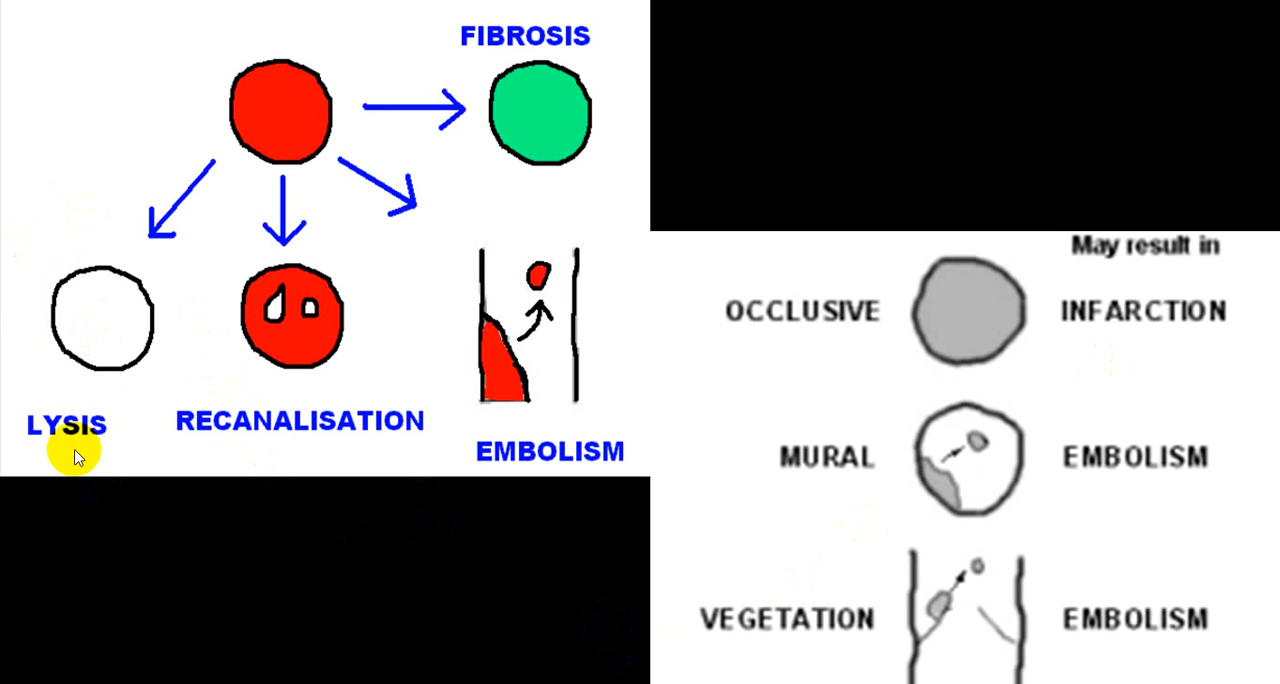 FIBROSIS
LYSIS
RECANALISATION
EMBOLISM
May result in
OCCLUSIVE INFARCTION
MURAL EMBOLISM
VEGETATION EMBOLISM